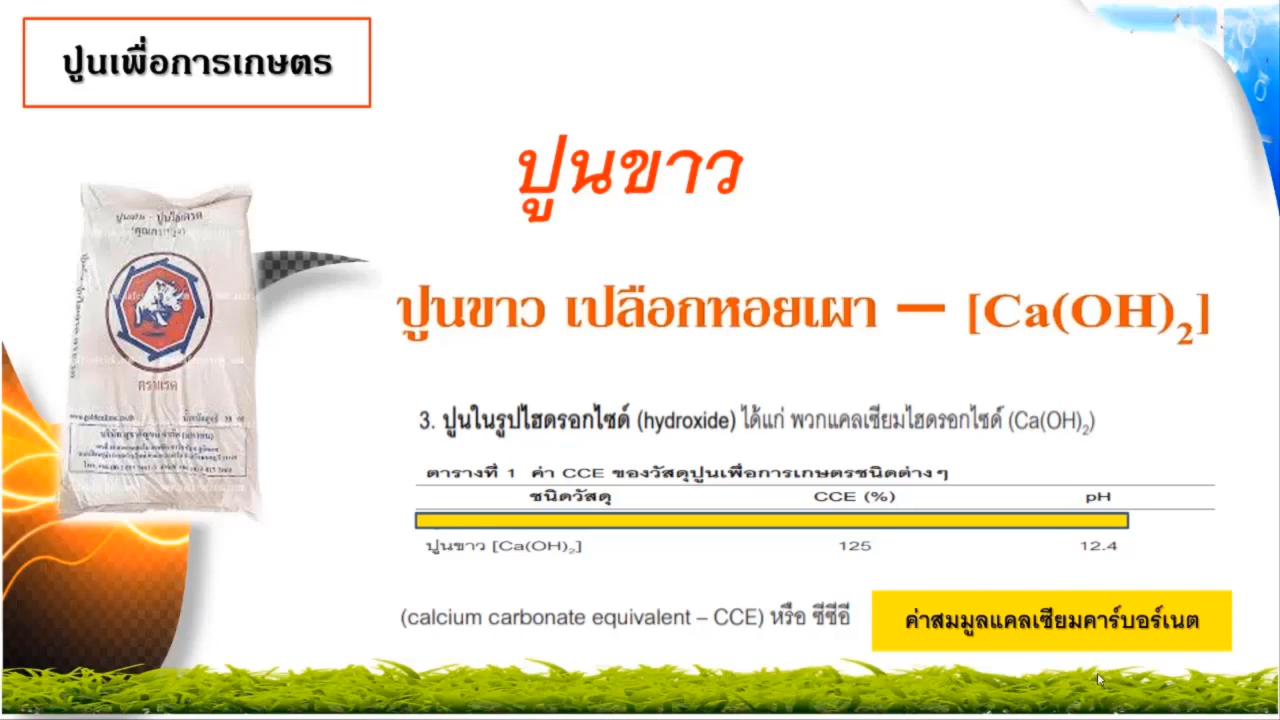 ปูนเพื่อการเกษตร
ปูนขาว
ปูนขาว เปลือกหอยเผา – [Ca(OH)₂]
3. ปูนในรูปไฮดรอกไซด์ (hydroxide) ได้แก่ พวกแคลเซียมไฮดรอกไซด์ (Ca(OH)₂)
ตารางที่ 1 ค่า CCE ของวัสดุปูนเพื่อการเกษตรชนิดต่างๆ
ชนิดวัสดุ CCE (%) pH
ปูนขาว [Ca(OH)₂] 125 12.4
(calcium carbonate equivalent – CCE) หรือ ซีซีอี
ค่าสมมูลแคลเซียมคาร์บอร์เนต
ตราแรด